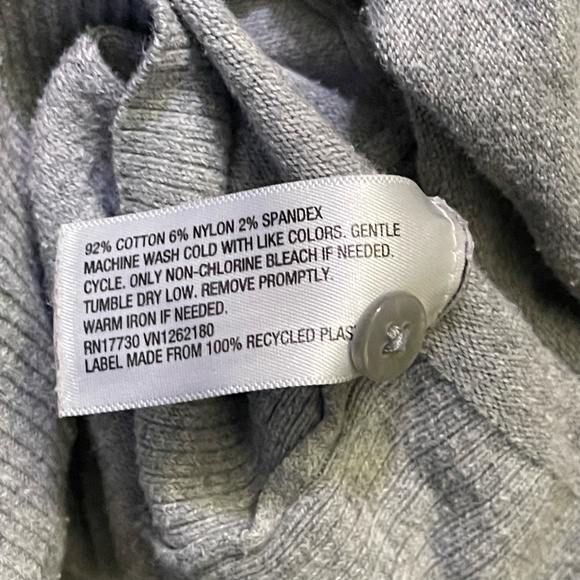 92% COTTON 6% NYLON 2% SPANDEX
MACHINE WASH COLD WITH LIKE COLORS. GENTLE
CYCLE. ONLY NON-CHLORINE BLEACH IF NEEDED.
TUMBLE DRY LOW. REMOVE PROMPTLY.
WARM IRON IF NEEDED.
RN17730 VN1262180
LABEL MADE FROM 100% RECYCLED PLAS